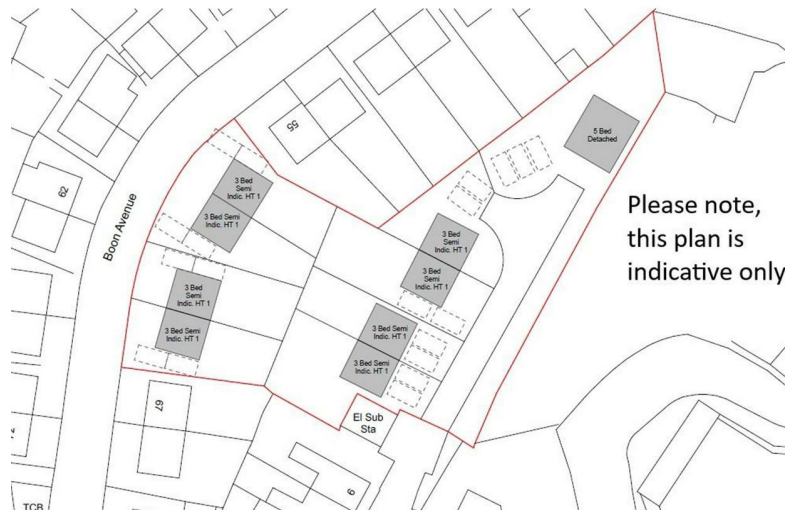 5 Bed
Detached
55
3 Bed
Semi
Indic. HT 1
3 Bed Semi
Indic. HT 1
62
Boon Avenue
3 Bed
Semi
Indic. HT 1
3 Bed
Semi
Indic. HT 1
Please note,
this plan is
indicative only
3 Bed
Semi
Indic. HT 1
3 Bed Semi
Indic. HT 1
3 Bed
Semi
Indic. HT 1
3 Bed Semi
Indic. HT 1
67
El Sub
Sta
9
TCB